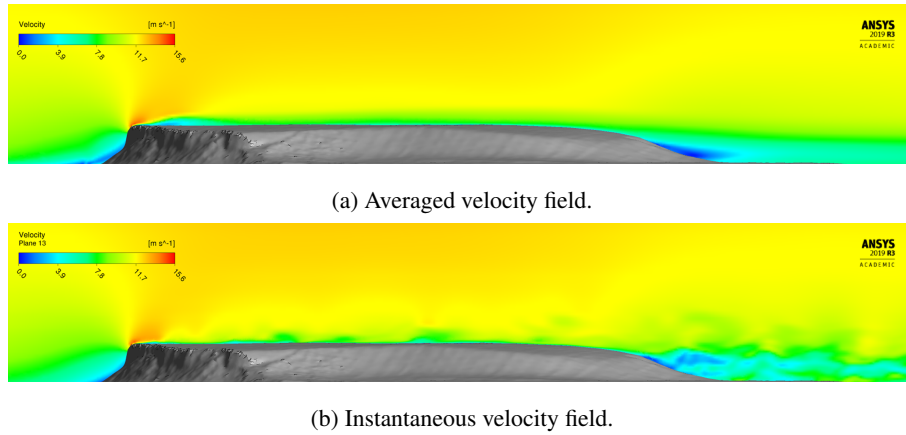 Velocity [m s^-1]
0.0 3.9 7.8 11.7 15.6
ANSYS
2019 R3
ACADEMIC
(a) Averaged velocity field.
Velocity
Plane 13 [m s^-1]
0.0 3.9 7.8 11.7 15.6
ANSYS
2019 R3
ACADEMIC
(b) Instantaneous velocity field.